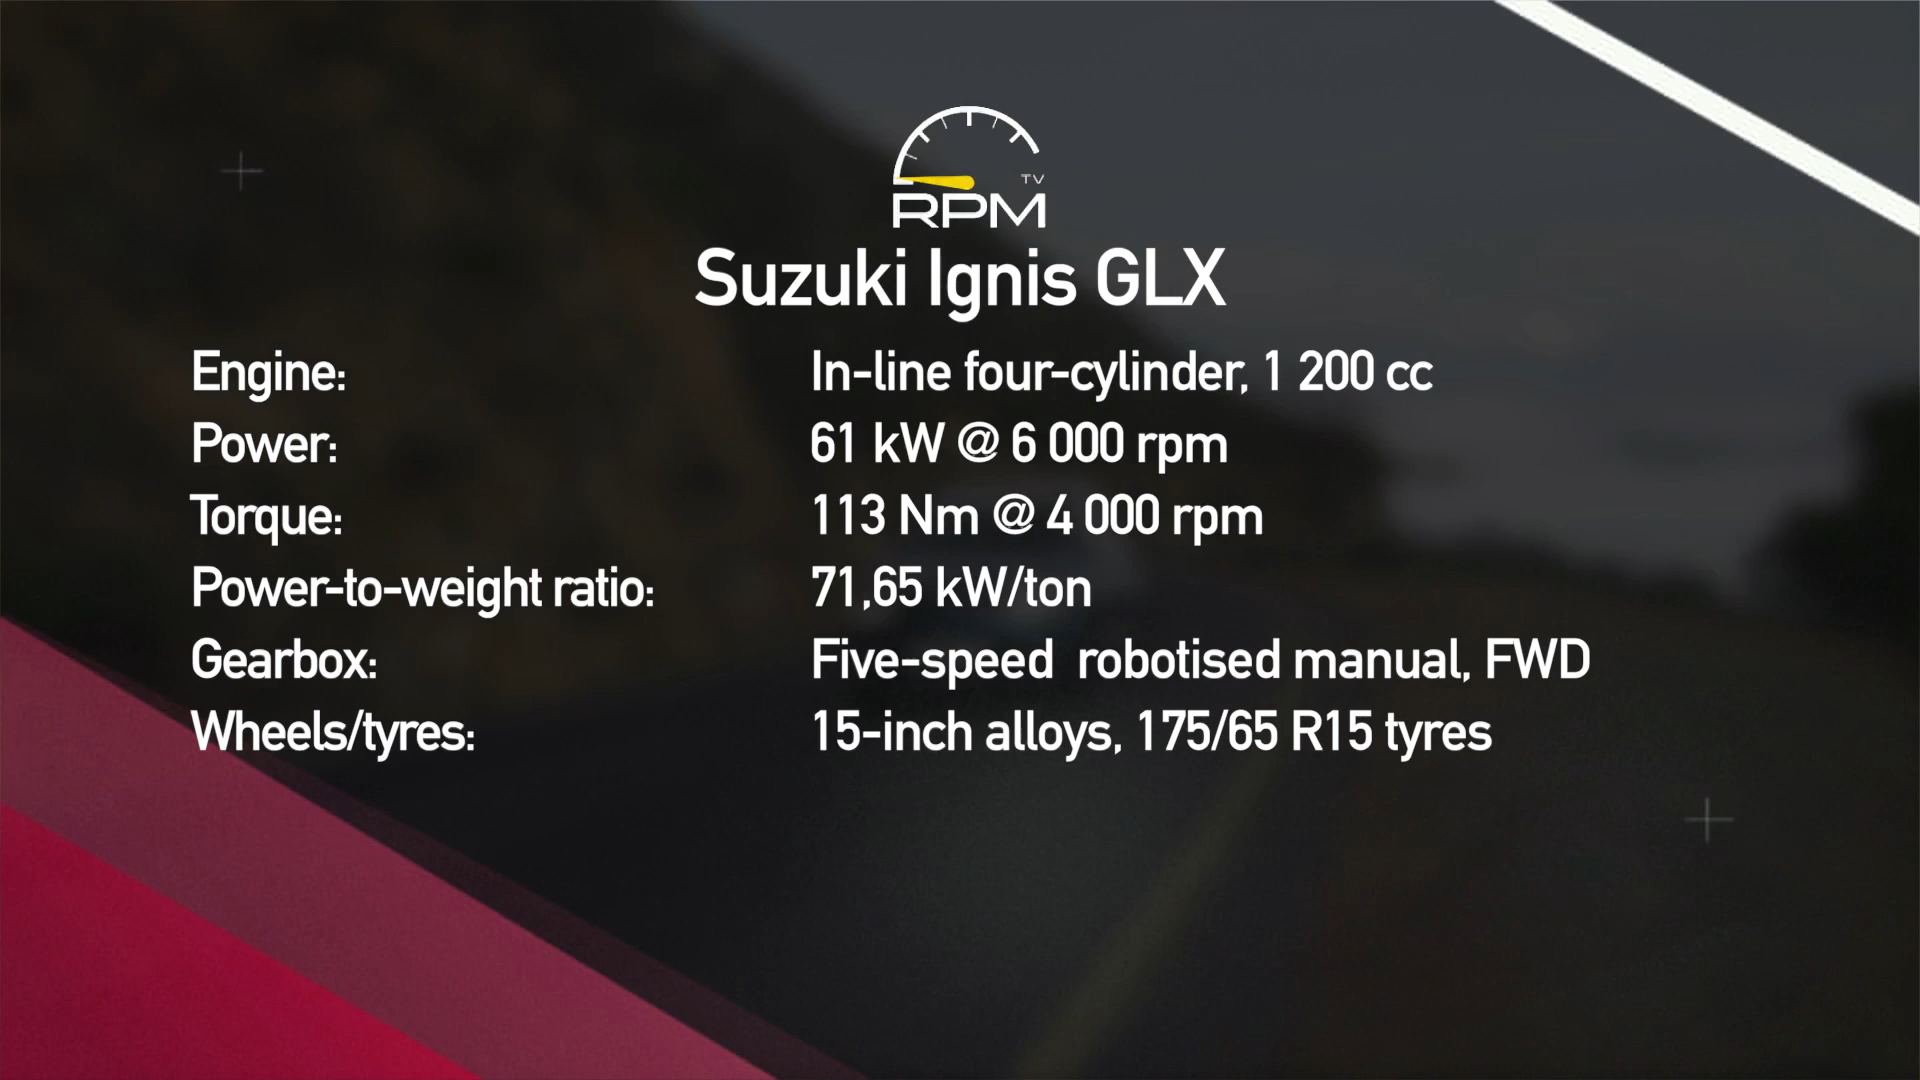 TV
RPM
Suzuki Ignis GLX
Engine: In-line four-cylinder, 1 200 cc
Power: 61 kW @ 6 000 rpm
Torque: 113 Nm @ 4 000 rpm
Power-to-weight ratio: 71,65 kW/ton
Gearbox: Five-speed  robotised manual, FWD
Wheels/tyres: 15-inch alloys, 175/65 R15 tyres